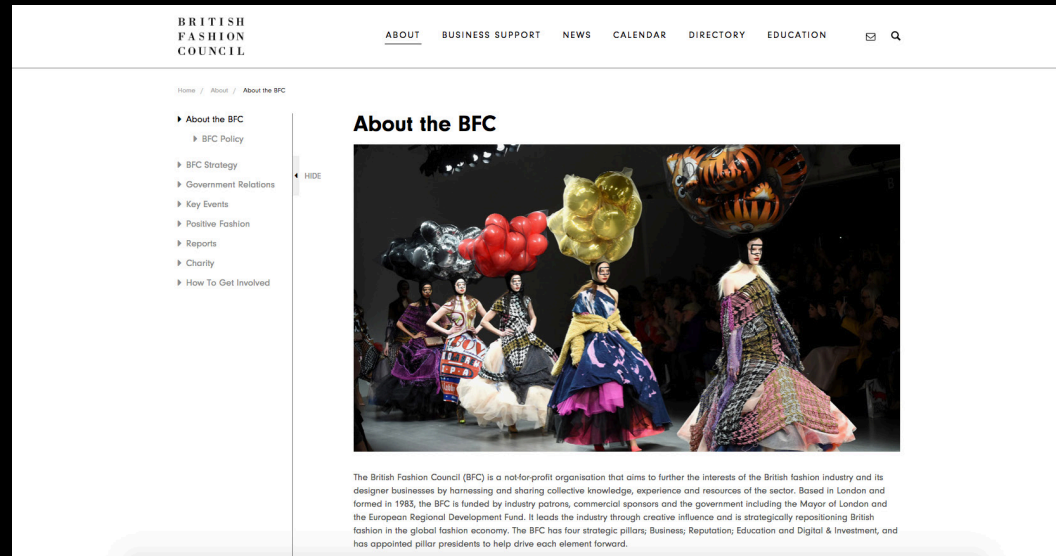 BRITISH
FASHION
COUNCIL
ABOUT BUSINESS SUPPORT NEWS CALENDAR DIRECTORY EDUCATION
Home / About / About the BFC
About the BFC
BFC Policy
BFC Strategy
Government Relations
Key Events
Positive Fashion
Reports
Charity
How To Get Involved
HIDE
About the BFC
The British Fashion Council (BFC) is a not-for-profit organisation that aims to further the interests of the British fashion industry and its
designer businesses by harnessing and sharing collective knowledge, experience and resources of the sector. Based in London and
formed in 1983, the BFC is funded by industry patrons, commercial sponsors and the government including the Mayor of London and
the European Regional Development Fund. It leads the industry through creative influence and is strategically repositioning British
fashion in the global fashion economy. The BFC has four strategic pillars; Business; Reputation; Education and Digital & Investment, and
has appointed pillar presidents to help drive each element forward.